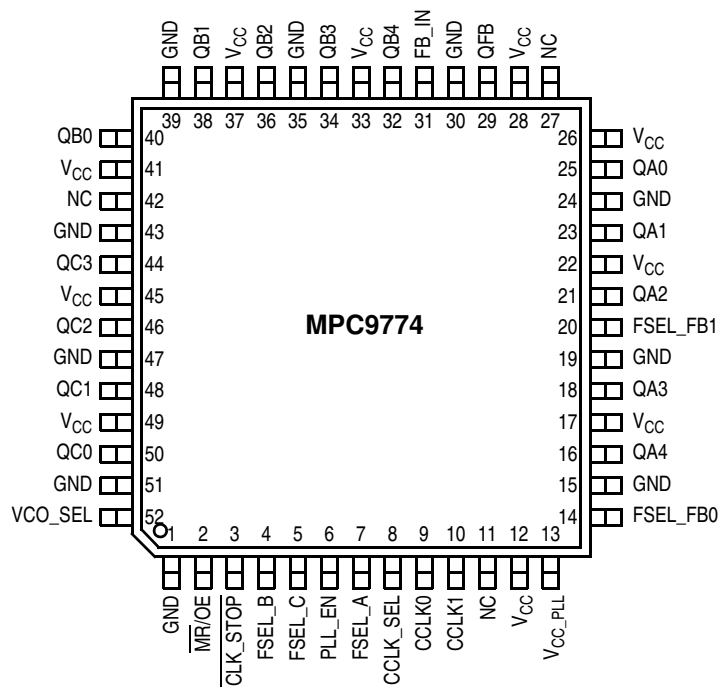 GND QB1 VCC QB2 GND QB3 VCC QB4 FB_IN GND QFB VCC NC
39 38 37 36 35 34 33 32 31 30 29 28 27
QB0 40 26 VCC
VCC 41 25 QA0
NC 42 24 GND
GND 43 23 QA1
QC3 44 22 VCC
VCC 45 21 QA2
QC2 46 MPC9774 20 FSEL_FB1
GND 47 19 GND
QC1 48 18 QA3
VCC 49 17 VCC
QC0 50 16 QA4
GND 51 15 GND
VCO_SEL 52 14 FSEL_FB0
1 2 3 4 5 6 7 8 9 10 11 12 13
GND MR/OE CLK_STOP FSEL_B FSEL_C PLL_EN FSEL_A CCLK_SEL CCLK0 CCLK1 NC VCC VCC_PLL